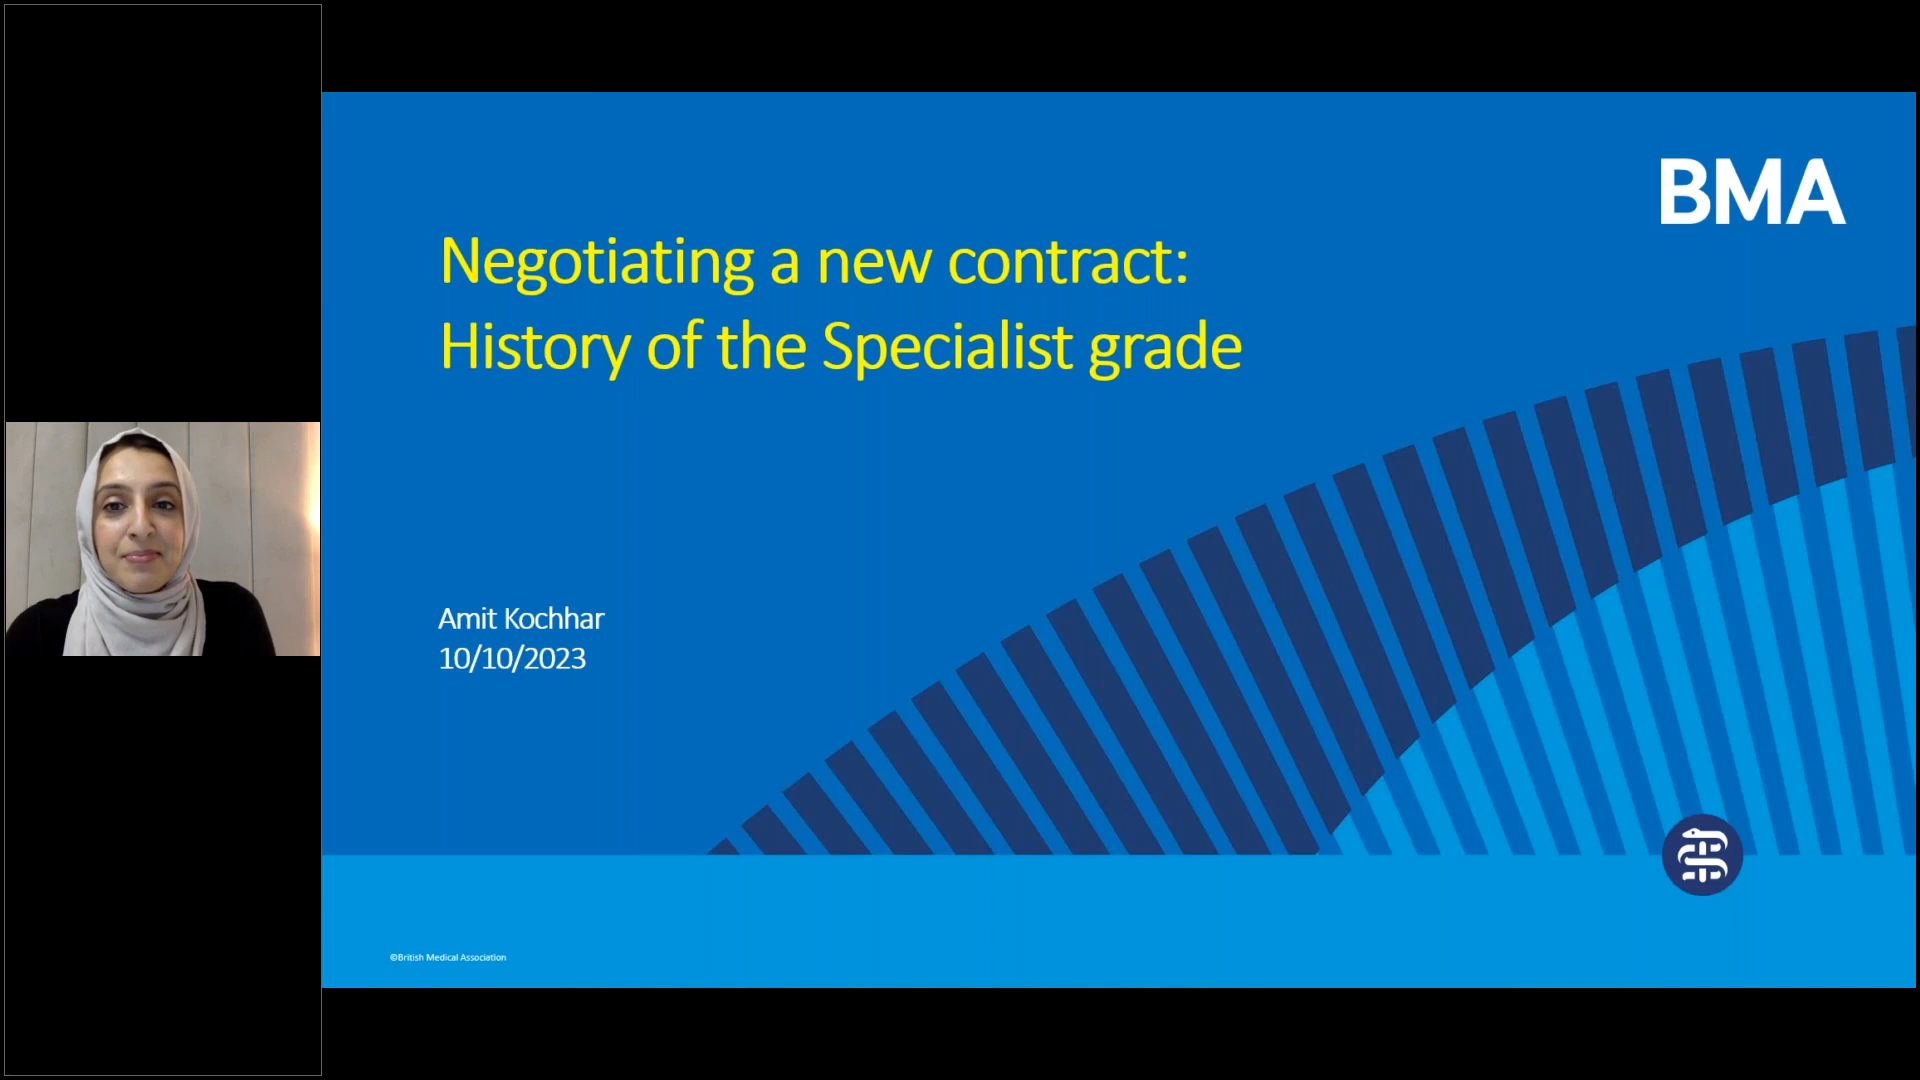 BMA
Negotiating a new contract:
History of the Specialist grade
Amit Kochhar
10/10/2023
©British Medical Association